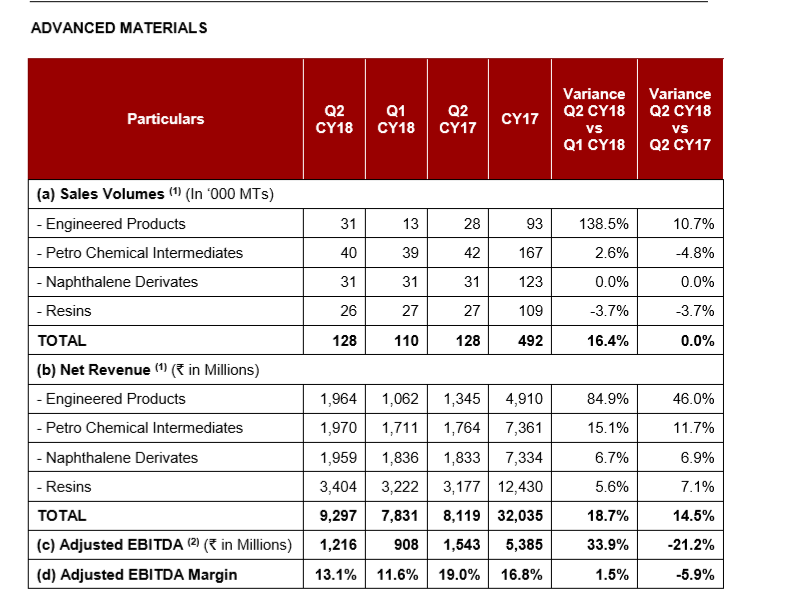 ADVANCED MATERIALS
Particulars Q2 CY18 Q1 CY18 Q2 CY17 CY17 Variance Q2 CY18 vs Q1 CY18 Variance Q2 CY18 vs Q2 CY17
(a) Sales Volumes (1) (In ‘000 MTs)
- Engineered Products 31 13 28 93 138.5% 10.7%
- Petro Chemical Intermediates 40 39 42 167 2.6% -4.8%
- Naphthalene Derivates 31 31 31 123 0.0% 0.0%
- Resins 26 27 27 109 -3.7% -3.7%
TOTAL 128 110 128 492 16.4% 0.0%
(b) Net Revenue (1) (₹ in Millions)
- Engineered Products 1,964 1,062 1,345 4,910 84.9% 46.0%
- Petro Chemical Intermediates 1,970 1,711 1,764 7,361 15.1% 11.7%
- Naphthalene Derivates 1,959 1,836 1,833 7,334 6.7% 6.9%
- Resins 3,404 3,222 3,177 12,430 5.6% 7.1%
TOTAL 9,297 7,831 8,119 32,035 18.7% 14.5%
(c) Adjusted EBITDA (2) (₹ in Millions) 1,216 908 1,543 5,385 33.9% -21.2%
(d) Adjusted EBITDA Margin 13.1% 11.6% 19.0% 16.8% 1.5% -5.9%